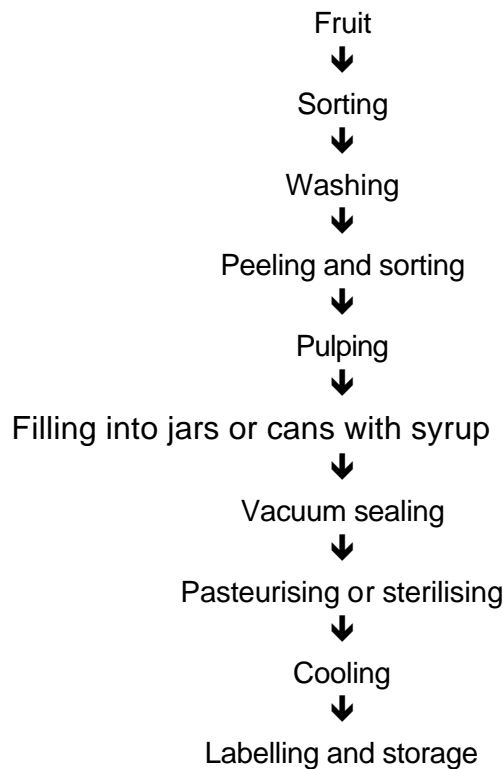 Fruit
Sorting
Washing
Peeling and sorting
Pulping
Filling into jars or cans with syrup
Vacuum sealing
Pasteurising or sterilising
Cooling
Labelling and storage